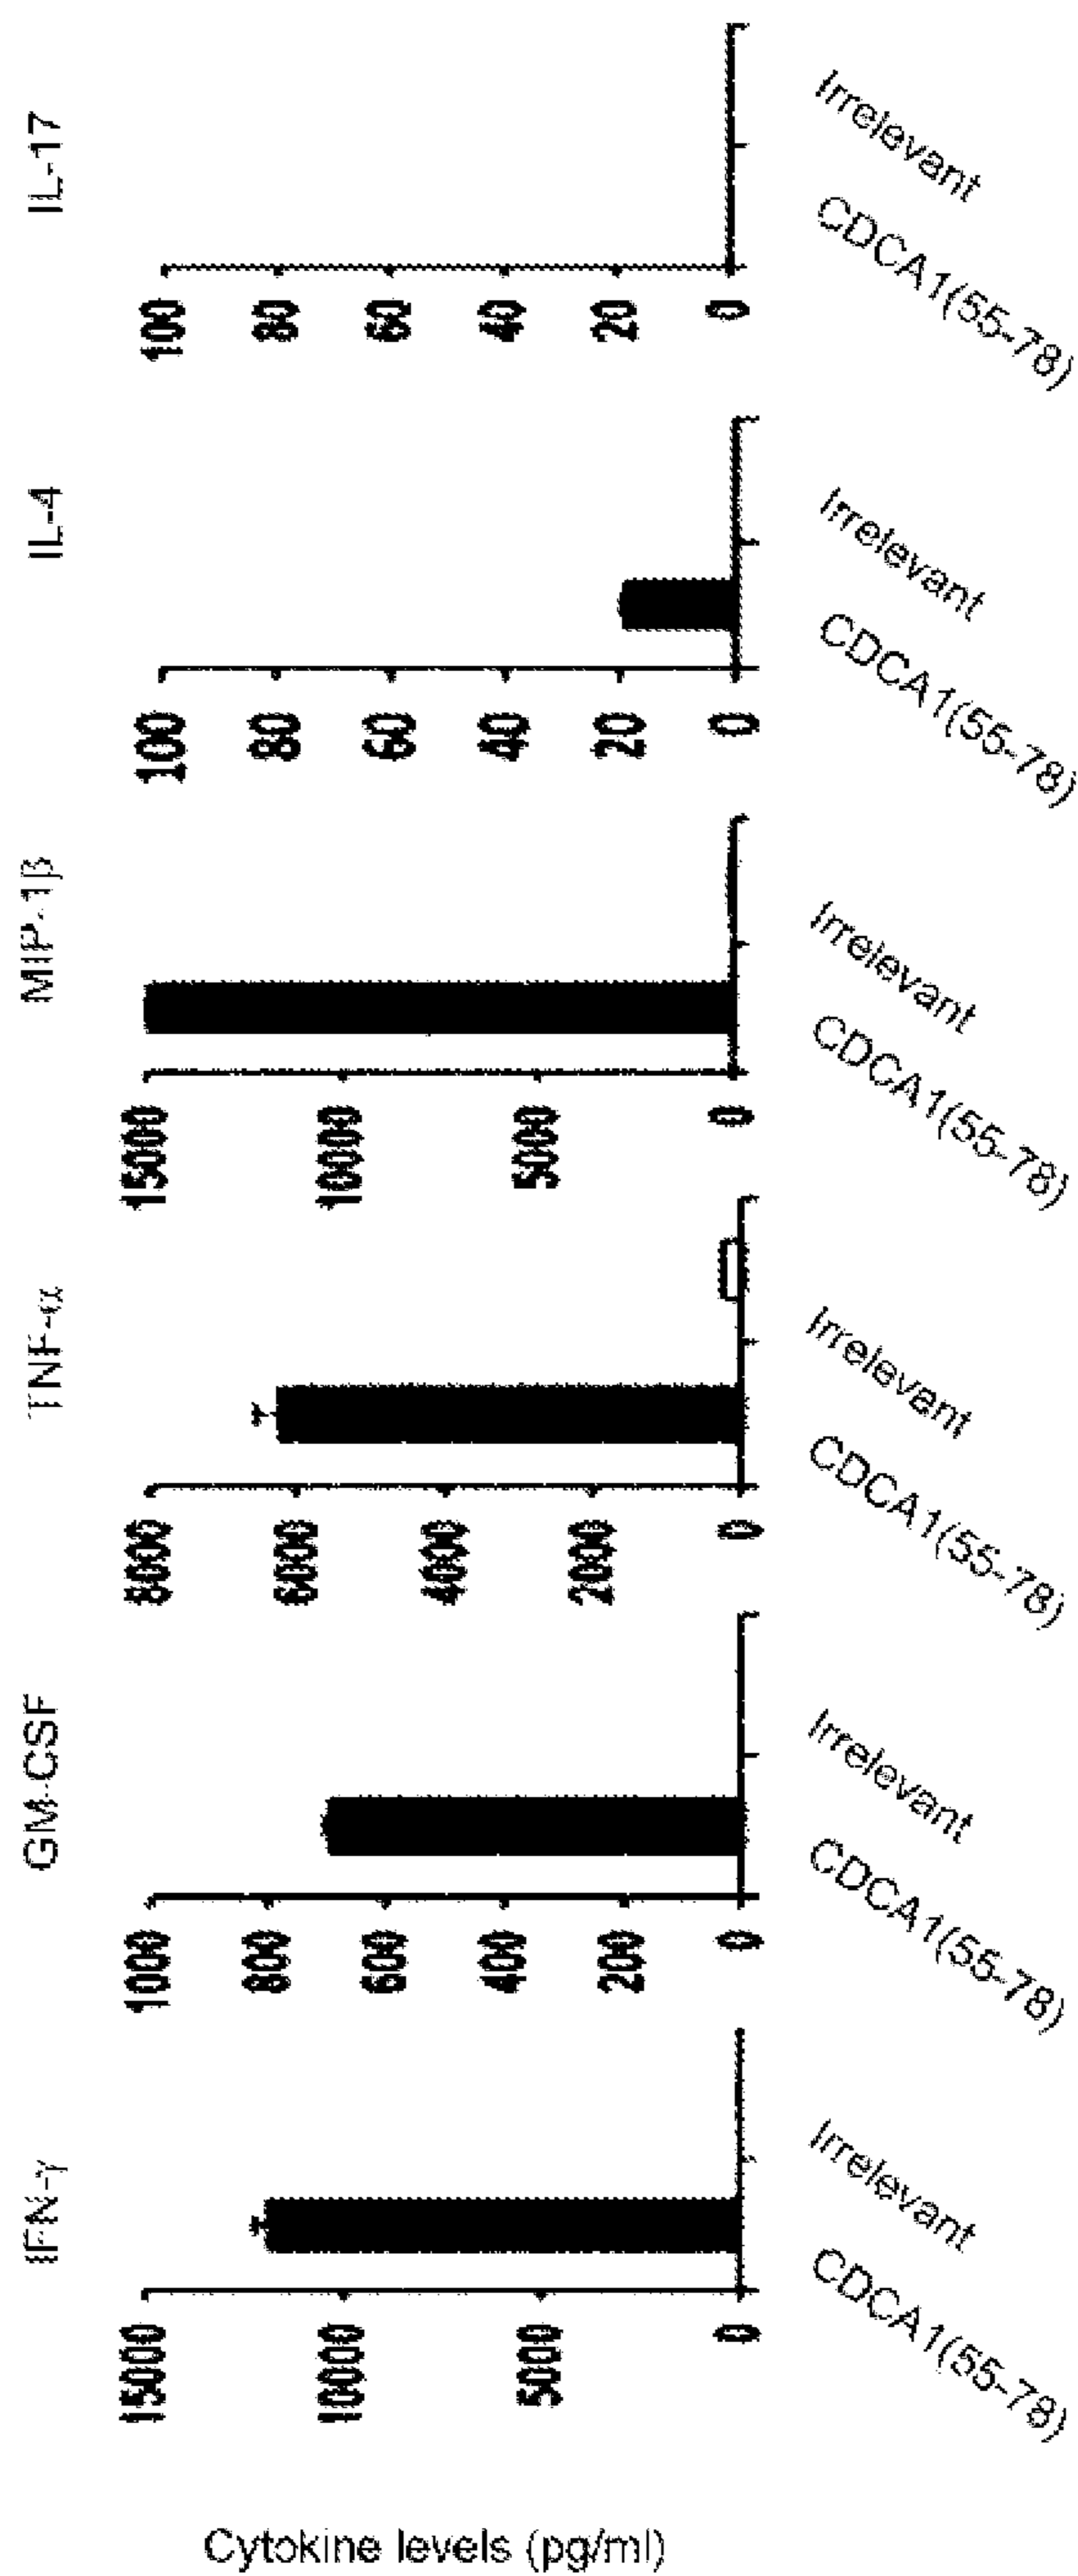 Cytokine levels (pg/ml)
IFN-γ
15000
10000
5000
0
CDCA1(55-78)
Irrelevant
GM-CSF
1000
800
600
400
200
0
CDCA1(55-78)
Irrelevant
TNF-α
8000
6000
4000
2000
0
CDCA1(55-78)
Irrelevant
MIP-1β
15000
10000
5000
0
CDCA1(55-78)
Irrelevant
IL-4
100
80
60
40
20
0
CDCA1(55-78)
Irrelevant
IL-17
100
80
60
40
20
0
CDCA1(55-78)
Irrelevant